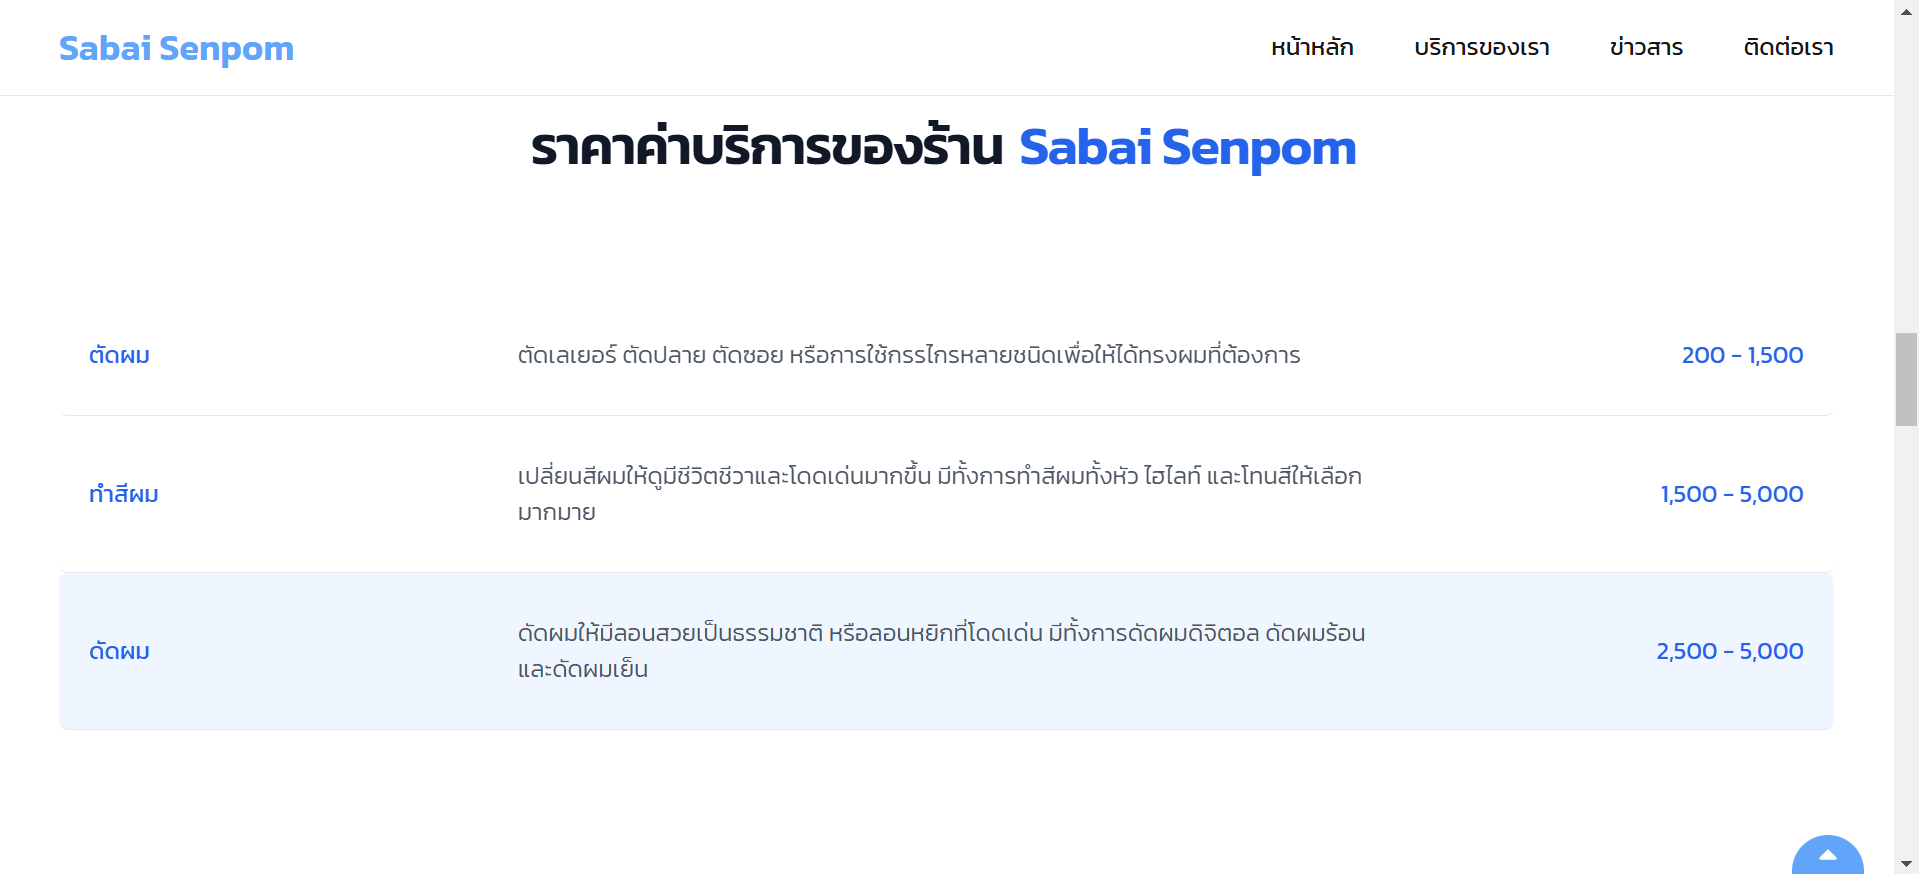 Sabai Senpom
หน้าหลัก
บริการของเรา
ข่าวสาร
ติดต่อเรา
ราคาค่าบริการของร้าน Sabai Senpom
ตัดผม
ตัดเลเยอร์ ตัดปลาย ตัดซอย หรือการใช้กรรไกรหลายชนิดเพื่อให้ได้ทรงผมที่ต้องการ
200 - 1,500
ทำสีผม
เปลี่ยนสีผมให้ดูมีชีวิตชีวาและโดดเด่นมากขึ้น มีทั้งการทำสีผมทั้งหัว ไฮไลท์ และโทนสีให้เลือก
มากมาย
1,500 - 5,000
ดัดผม
ดัดผมให้มีลอนสวยเป็นธรรมชาติ หรือลอนหยิกที่โดดเด่น มีทั้งการดัดผมดิจิตอล ดัดผมร้อน
และดัดผมเย็น
2,500 - 5,000